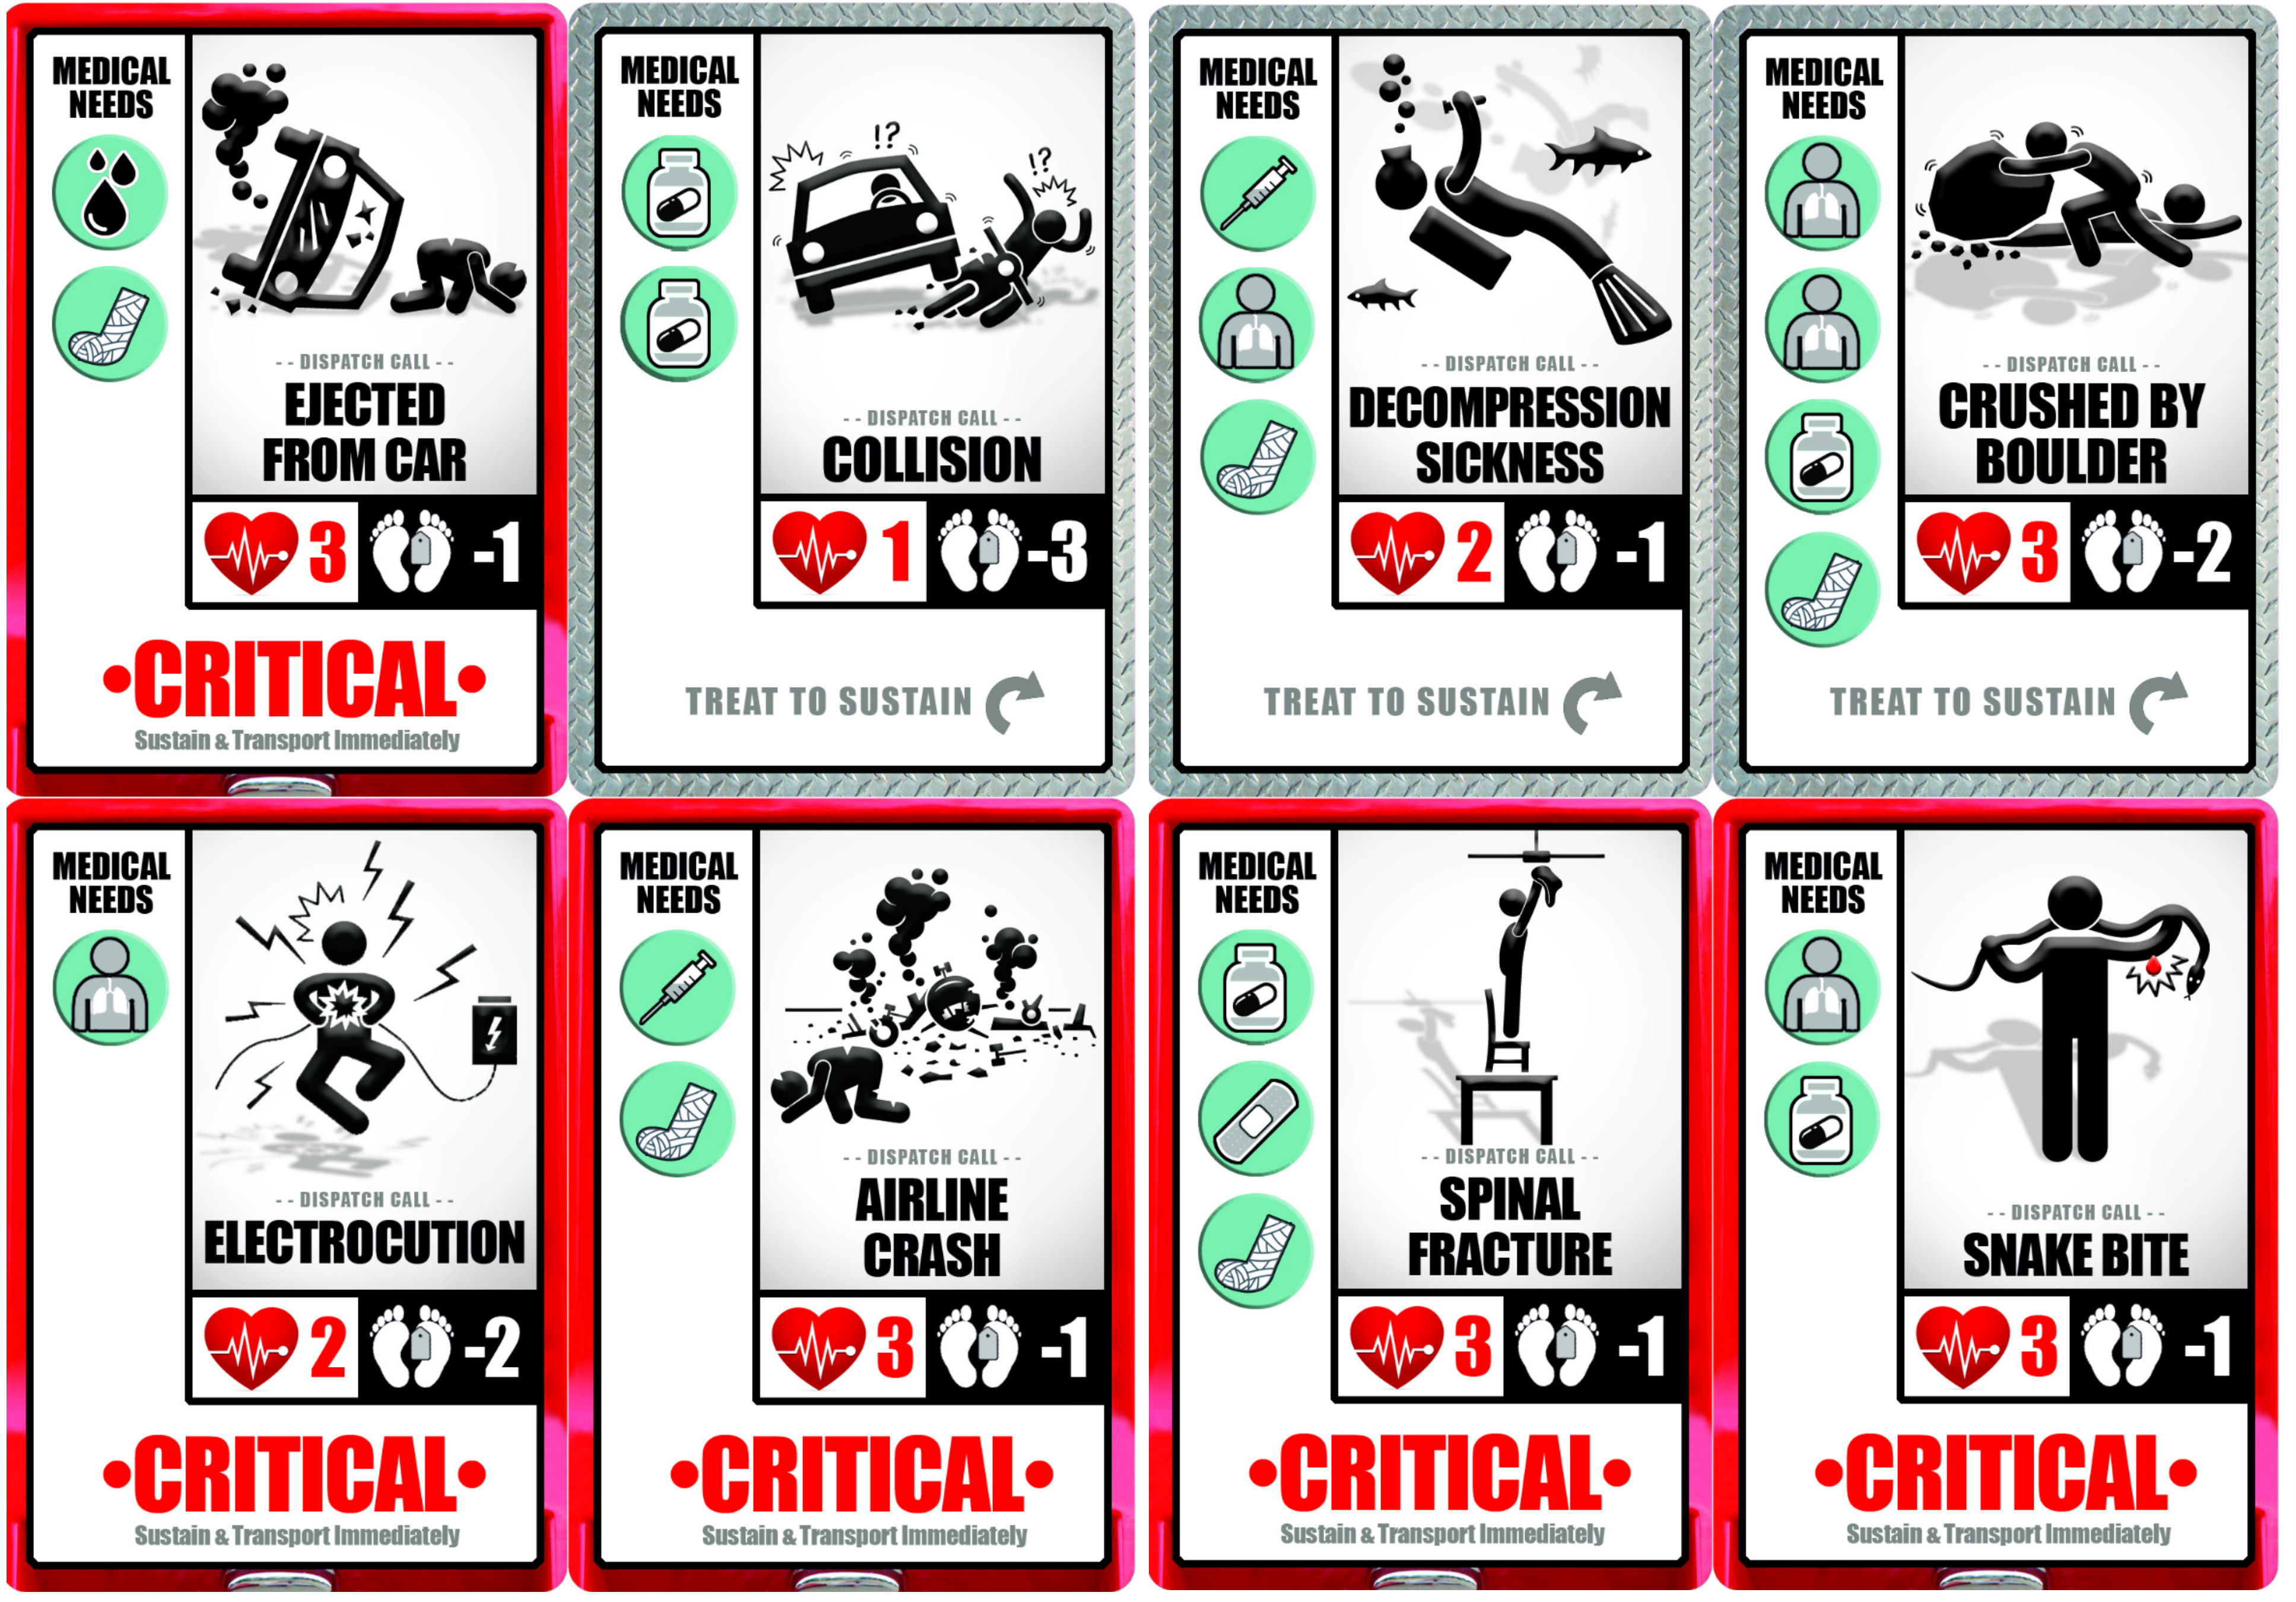 MEDICAL
NEEDS
-- DISPATCH CALL --
EJECTED
FROM CAR
3 -1
•CRITICAL•
Sustain & Transport Immediately
MEDICAL
NEEDS
!?
!?
-- DISPATCH CALL --
COLLISION
1 -3
TREAT TO SUSTAIN
MEDICAL
NEEDS
-- DISPATCH CALL --
DECOMPRESSION
SICKNESS
2 -1
TREAT TO SUSTAIN
MEDICAL
NEEDS
-- DISPATCH CALL --
CRUSHED BY
BOULDER
3 -2
TREAT TO SUSTAIN
MEDICAL
NEEDS
-- DISPATCH CALL --
ELECTROCUTION
2 -2
•CRITICAL•
Sustain & Transport Immediately
MEDICAL
NEEDS
-- DISPATCH CALL --
AIRLINE
CRASH
3 -1
•CRITICAL•
Sustain & Transport Immediately
MEDICAL
NEEDS
-- DISPATCH CALL --
SPINAL
FRACTURE
3 -1
•CRITICAL•
Sustain & Transport Immediately
MEDICAL
NEEDS
-- DISPATCH CALL --
SNAKE BITE
3 -1
•CRITICAL•
Sustain & Transport Immediately